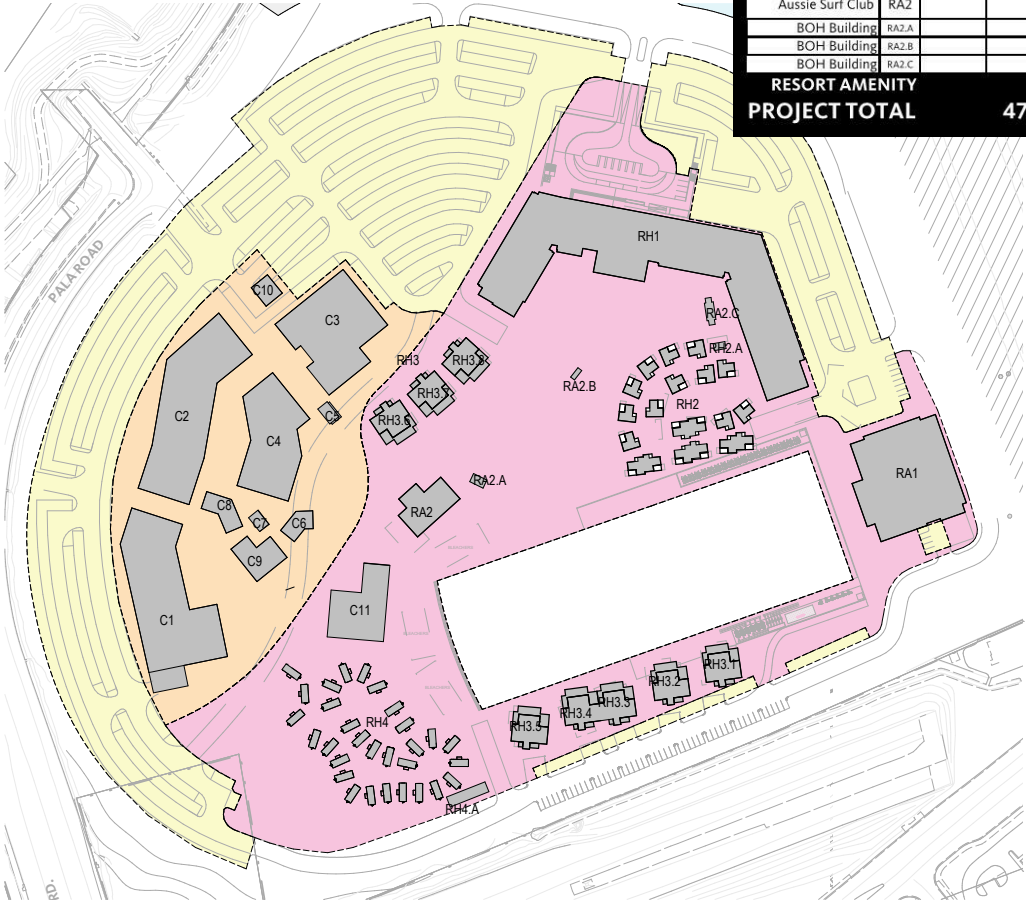 Aussie Surf Club RA2
BOH Building RA2.A
BOH Building RA2.B
BOH Building RA2.C
RESORT AMENITY
PROJECT TOTAL 47
RH1
PALA ROAD
C10
C3
RA2.C
RH3
RH3.8
RH2.A
RA2.B
RH3.7
RH2
C2
C5
RH3.6
C4
RA1
RA2.A
C8
RA2
C7
C6
C9
C11
C1
RH3.1
RH3.2
RH3.3
RH3.4
RH3.5
RH4
RH4.A
RD.